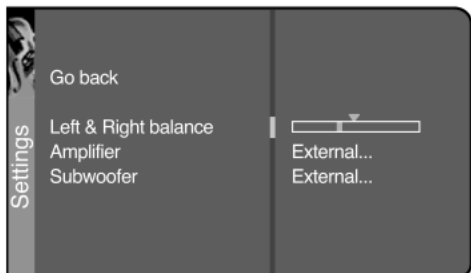 Settings
Go back
Left & Right balance
Amplifier External...
Subwoofer External...